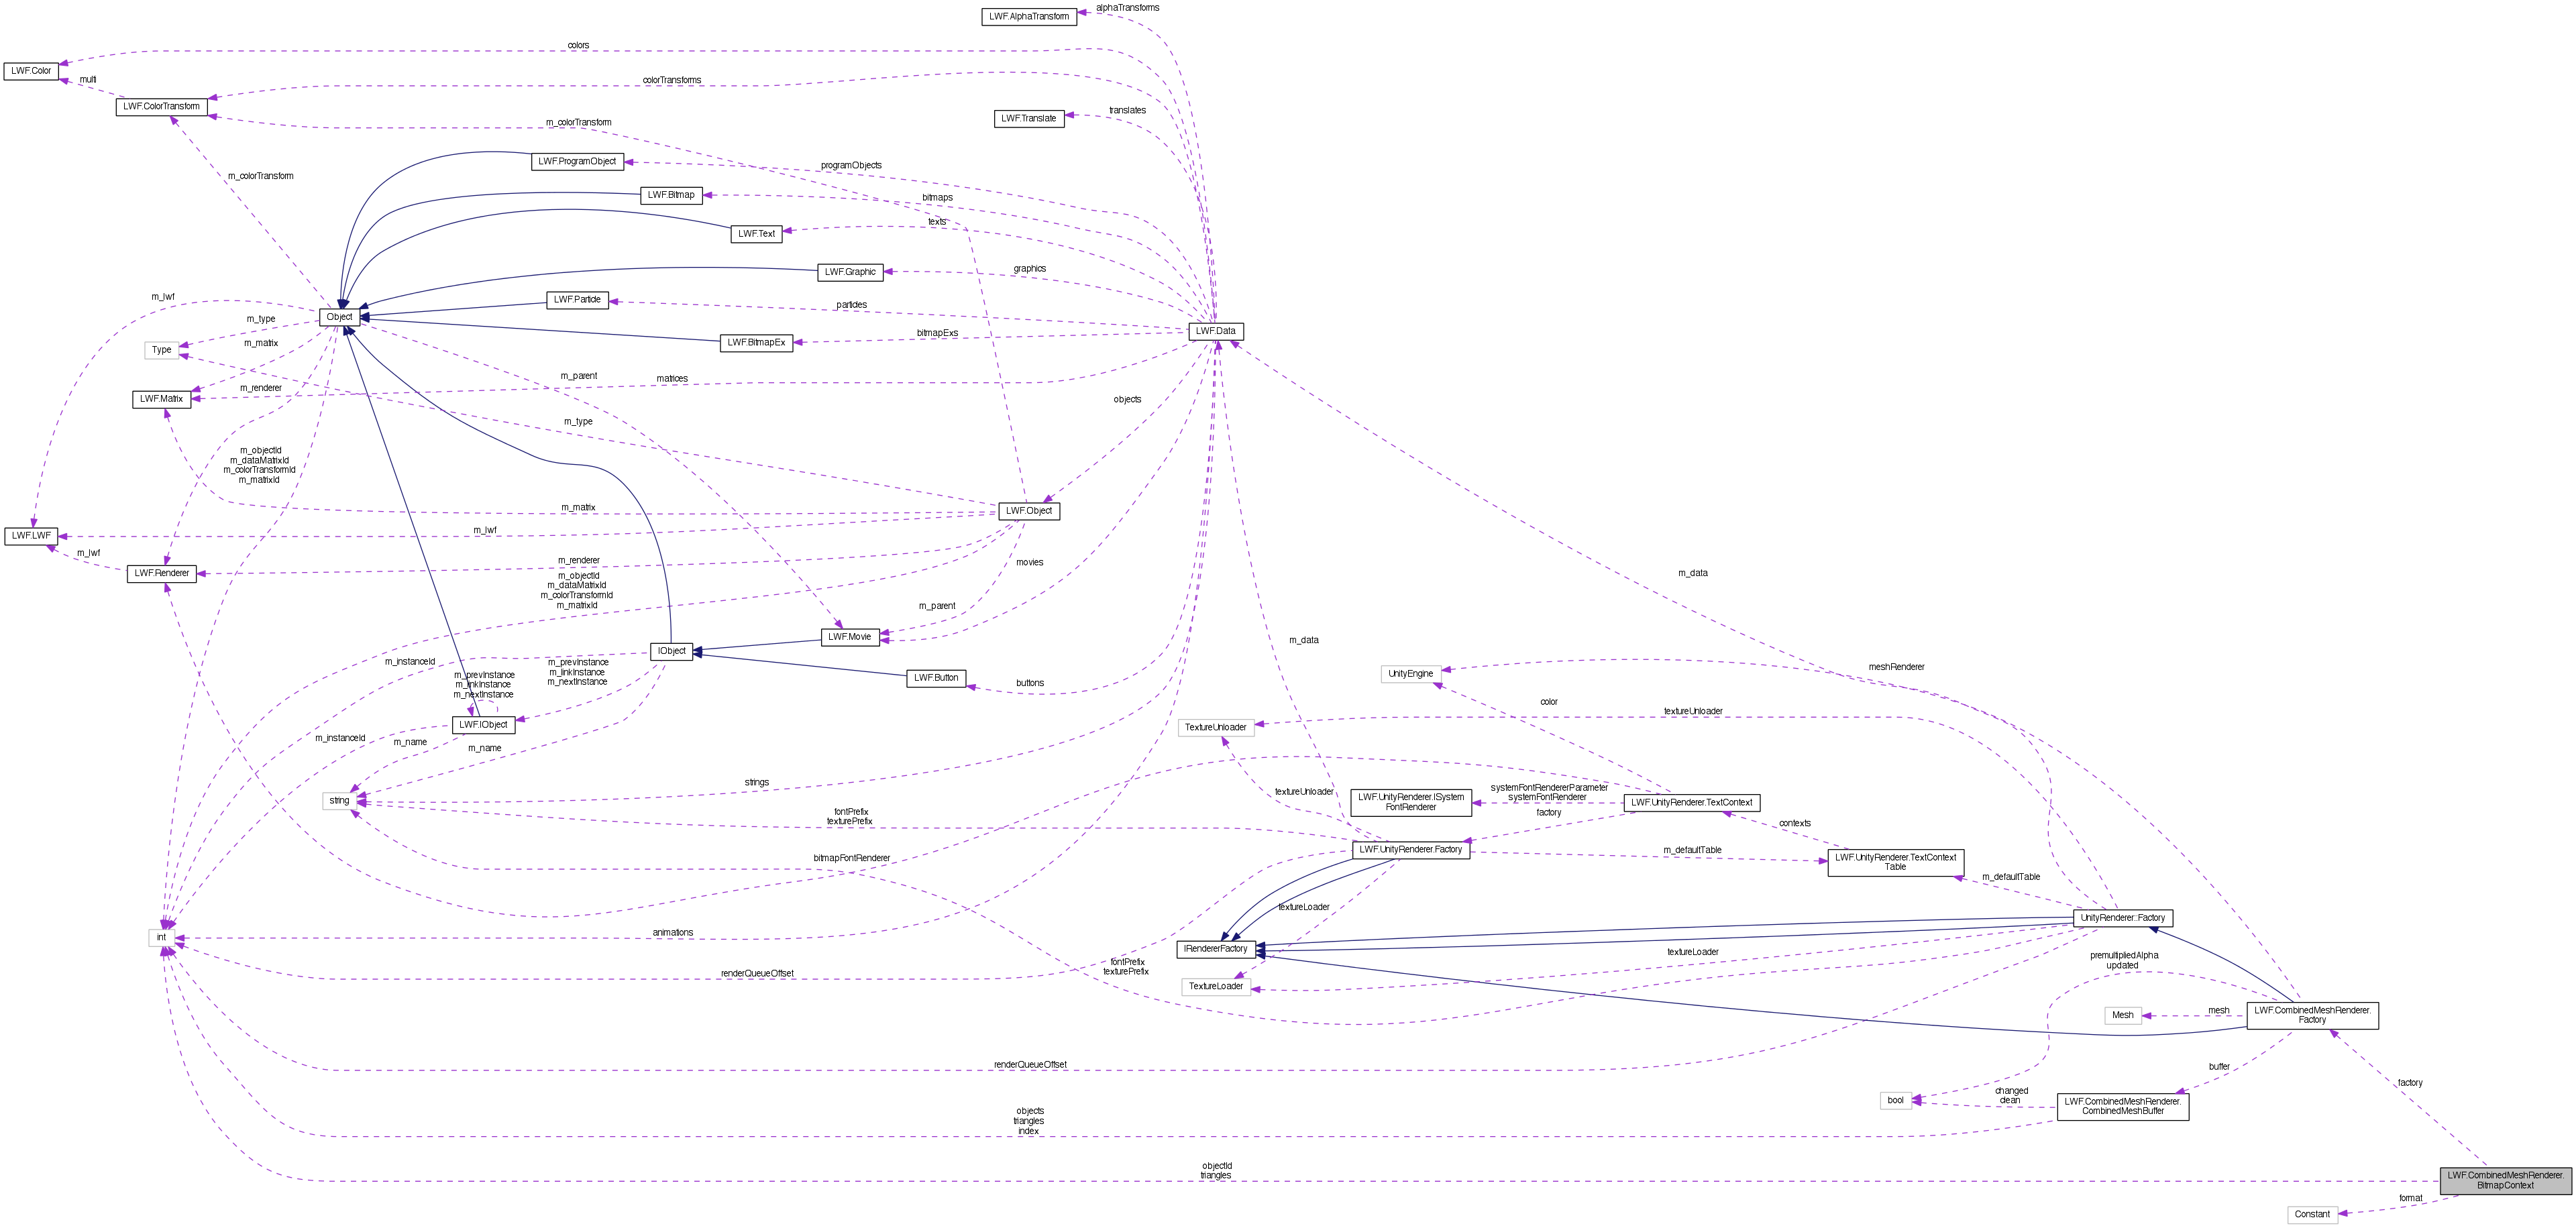 alphaTransforms
LWF.AlphaTransform
colors
LWF.Color
multi
colorTransforms
LWF.ColorTransform
translates
LWF.Translate
m_colorTransform
LWF.ProgramObject
programObjects
m_colorTransform
LWF.Bitmap
bitmaps
LWF.Text
texts
LWF.Graphic
graphics
m_lwf
LWF.Particle
particles
Object
m_type
LWF.Data
bitmapExs
Type
m_matrix
LWF.BitmapEx
m_parent
matrices
m_renderer
LWF.Matrix
objects
m_type
m_objectId
m_dataMatrixId
m_colorTransformId
m_matrixId
m_matrix
LWF.Object
m_lwf
LWF.LWF
m_lwf
m_renderer
movies
LWF.Renderer
m_data
m_objectId
m_dataMatrixId
m_colorTransformId
m_matrixId
m_parent
LWF.Movie
m_data
IObject
m_instanceId
m_prevInstance
m_linkInstance
m_nextInstance
meshRenderer
UnityEngine
m_prevInstance
m_linkInstance
m_nextInstance
LWF.Button
buttons
color
textureUnloader
LWF.IObject
TextureUnloader
m_instanceId
m_name
m_name
strings
textureUnloader
systemFontRendererParameter
systemFontRenderer
LWF.UnityRenderer.ISystem
FontRenderer
LWF.UnityRenderer.TextContext
string
fontPrefix
texturePrefix
factory
contexts
LWF.UnityRenderer.Factory
m_defaultTable
LWF.UnityRenderer.TextContext
Table
bitmapFontRenderer
m_defaultTable
textureLoader
UnityRenderer::Factory
int
animations
IRendererFactory
textureLoader
renderQueueOffset
fontPrefix
texturePrefix
premultipliedAlpha
updated
TextureLoader
Mesh
mesh
LWF.CombinedMeshRenderer.
Factory
renderQueueOffset
buffer
factory
bool
changed
clean
LWF.CombinedMeshRenderer.
CombinedMeshBuffer
objects
triangles
index
objectId
triangles
LWF.CombinedMeshRenderer.
BitmapContext
format
Constant